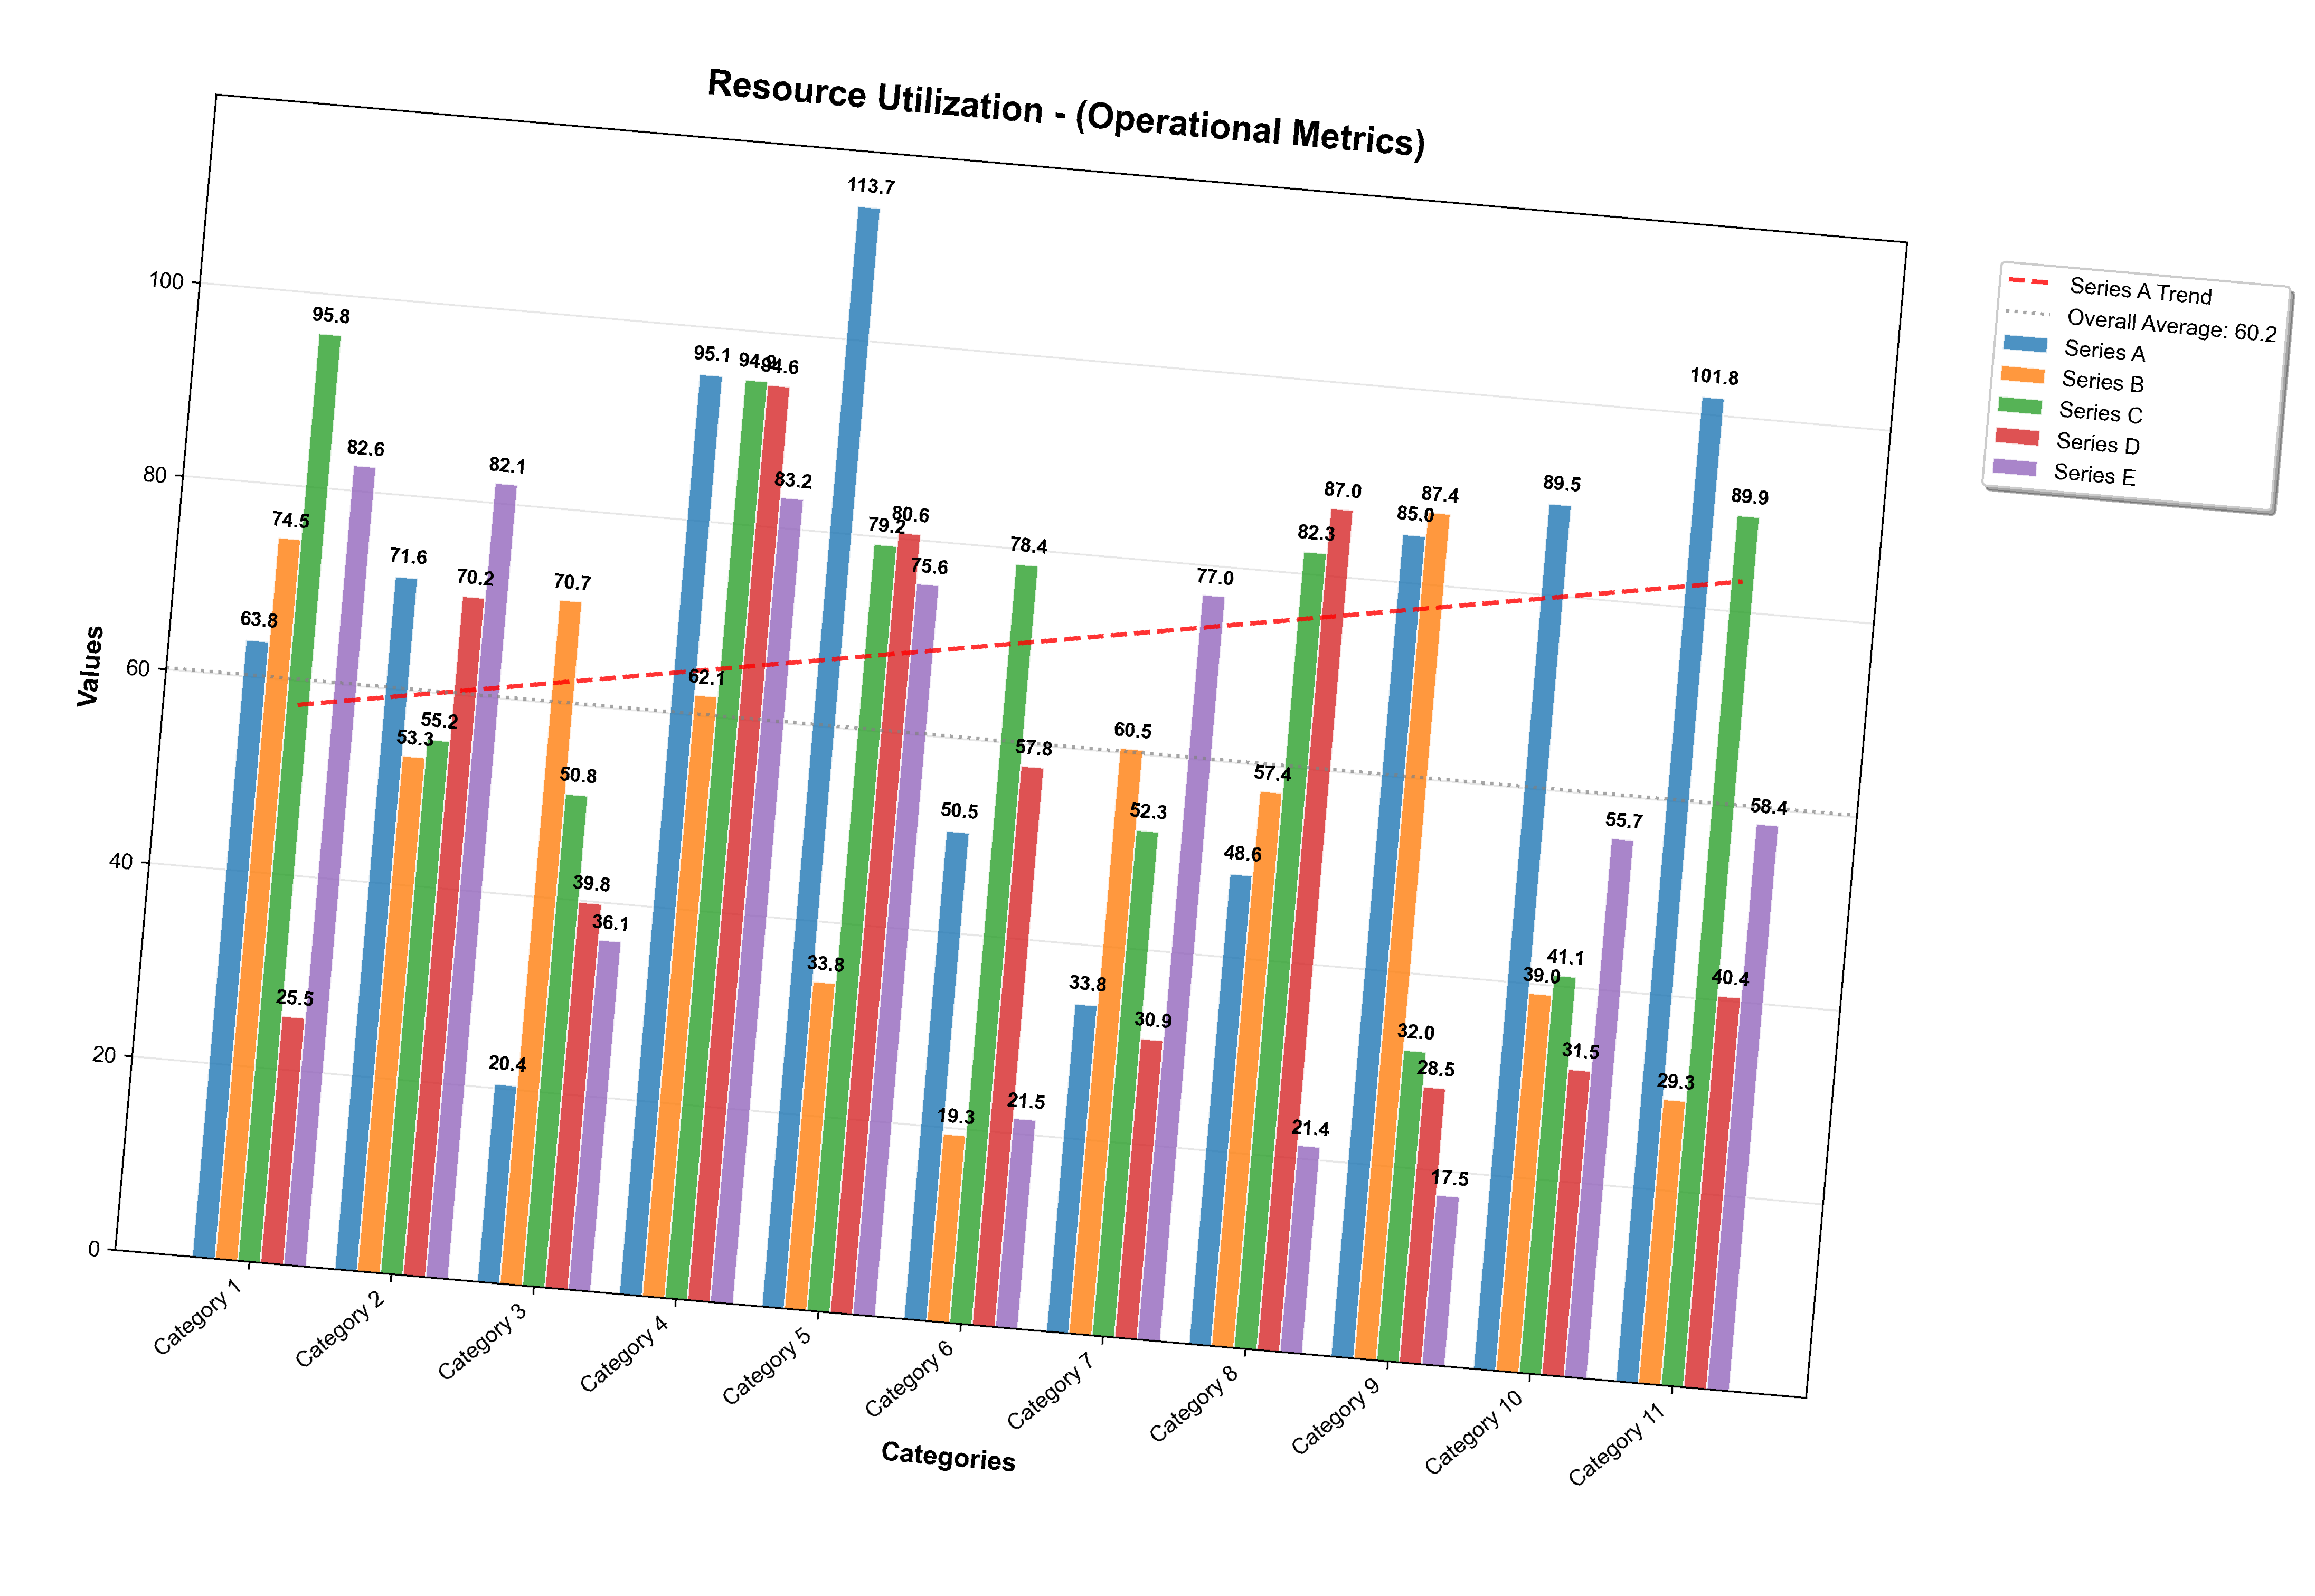 Resource Utilization - (Operational Metrics)
Values
100
80
60
40
20
0
63.8
74.5
95.8
25.5
82.6
71.6
53.3
55.2
70.2
82.1
20.4
70.7
50.8
39.8
36.1
95.1
62.1
94.9
94.6
83.2
113.7
33.8
79.2
80.6
75.6
50.5
19.3
78.4
57.8
21.5
33.8
60.5
52.3
30.9
77.0
48.6
57.4
82.3
87.0
21.4
85.0
87.4
32.0
28.5
17.5
89.5
39.0
41.1
31.5
55.7
101.8
29.3
89.9
40.4
58.4
Category 1
Category 2
Category 3
Category 4
Category 5
Category 6
Category 7
Category 8
Category 9
Category 10
Category 11
Categories
Series A Trend
Overall Average: 60.2
Series A
Series B
Series C
Series D
Series E